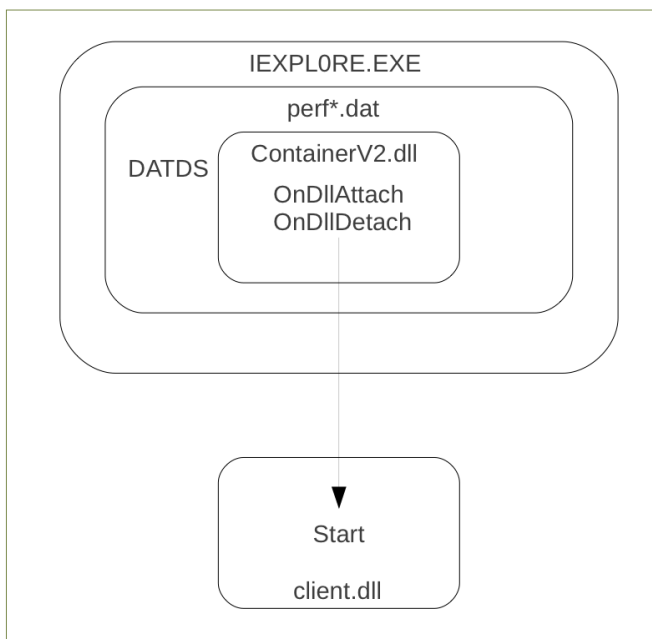 IEXPL0RE.EXE
perf*.dat
DATDS
ContainerV2.dll
OnDllAttach
OnDllDetach
Start
client.dll